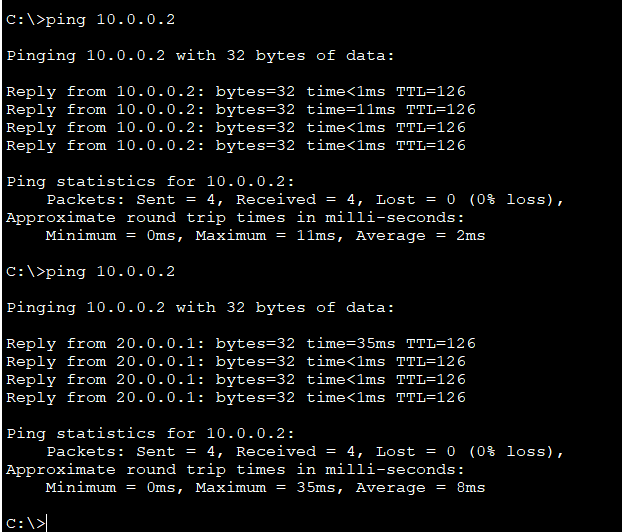 C:\>ping 10.0.0.2
Pinging 10.0.0.2 with 32 bytes of data:
Reply from 10.0.0.2: bytes=32 time<1ms TTL=126
Reply from 10.0.0.2: bytes=32 time=11ms TTL=126
Reply from 10.0.0.2: bytes=32 time<1ms TTL=126
Reply from 10.0.0.2: bytes=32 time<1ms TTL=126
Ping statistics for 10.0.0.2:
    Packets: Sent = 4, Received = 4, Lost = 0 (0% loss),
Approximate round trip times in milli-seconds:
    Minimum = 0ms, Maximum = 11ms, Average = 2ms
C:\>ping 10.0.0.2
Pinging 10.0.0.2 with 32 bytes of data:
Reply from 20.0.0.1: bytes=32 time=35ms TTL=126
Reply from 20.0.0.1: bytes=32 time<1ms TTL=126
Reply from 20.0.0.1: bytes=32 time<1ms TTL=126
Reply from 20.0.0.1: bytes=32 time<1ms TTL=126
Ping statistics for 10.0.0.2:
    Packets: Sent = 4, Received = 4, Lost = 0 (0% loss),
Approximate round trip times in milli-seconds:
    Minimum = 0ms, Maximum = 35ms, Average = 8ms
C:\>